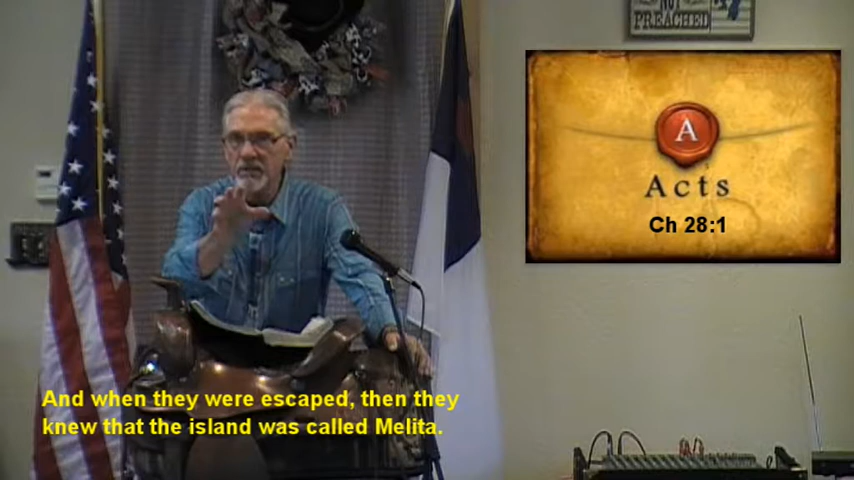 NOT
PREACHED
A
Acts
Ch 28:1
And when they were escaped, then they
knew that the island was called Melita.